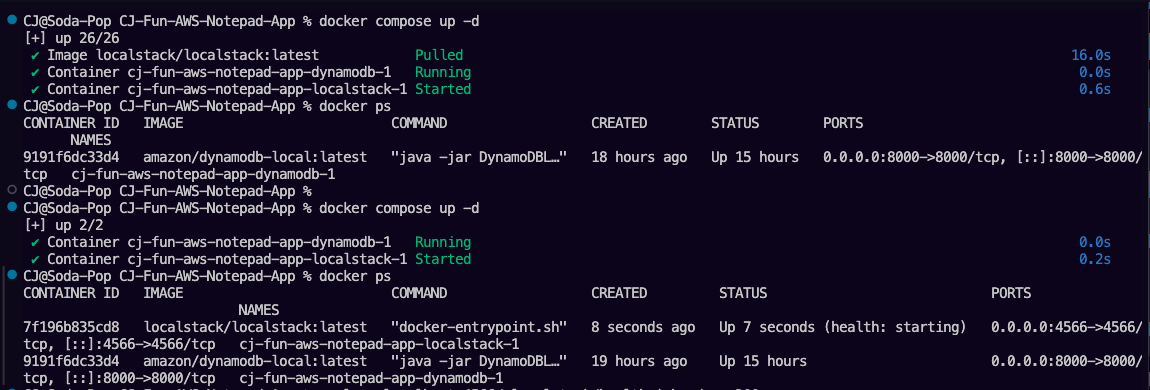 CJ@Soda-Pop CJ-Fun-AWS-Notepad-App % docker compose up -d
[+] up 26/26
✔ Image localstack/localstack:latest Pulled 16.0s
✔ Container cj-fun-aws-notepad-app-dynamodb-1 Running 0.0s
✔ Container cj-fun-aws-notepad-app-localstack-1 Started 0.6s
CJ@Soda-Pop CJ-Fun-AWS-Notepad-App % docker ps
CONTAINER ID IMAGE COMMAND CREATED STATUS PORTS
NAMES
9191f6dc33d4 amazon/dynamodb-local:latest "java -jar DynamoDBL…" 18 hours ago Up 15 hours 0.0.0.0:8000->8000/tcp, [::]:8000->8000/
tcp cj-fun-aws-notepad-app-dynamodb-1
CJ@Soda-Pop CJ-Fun-AWS-Notepad-App %
CJ@Soda-Pop CJ-Fun-AWS-Notepad-App % docker compose up -d
[+] up 2/2
✔ Container cj-fun-aws-notepad-app-dynamodb-1 Running 0.0s
✔ Container cj-fun-aws-notepad-app-localstack-1 Started 0.2s
CJ@Soda-Pop CJ-Fun-AWS-Notepad-App % docker ps
CONTAINER ID IMAGE COMMAND CREATED STATUS PORTS
NAMES
7f196b835cd8 localstack/localstack:latest "docker-entrypoint.sh" 8 seconds ago Up 7 seconds (health: starting) 0.0.0.0:4566->4566/
tcp, [::]:4566->4566/tcp cj-fun-aws-notepad-app-localstack-1
9191f6dc33d4 amazon/dynamodb-local:latest "java -jar DynamoDBL…" 19 hours ago Up 15 hours 0.0.0.0:8000->8000/
tcp, [::]:8000->8000/tcp cj-fun-aws-notepad-app-dynamodb-1